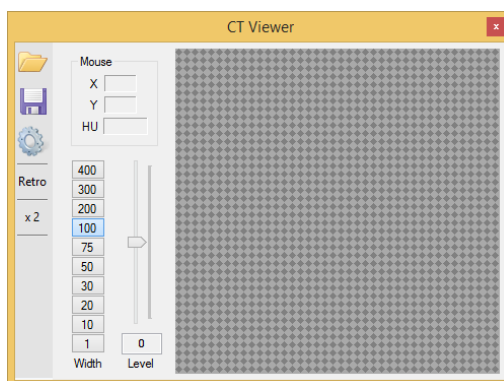 CT Viewer
x
Mouse
X
Y
HU
Retro
x 2
400
300
200
100
75
50
30
20
10
1
0
Width
Level